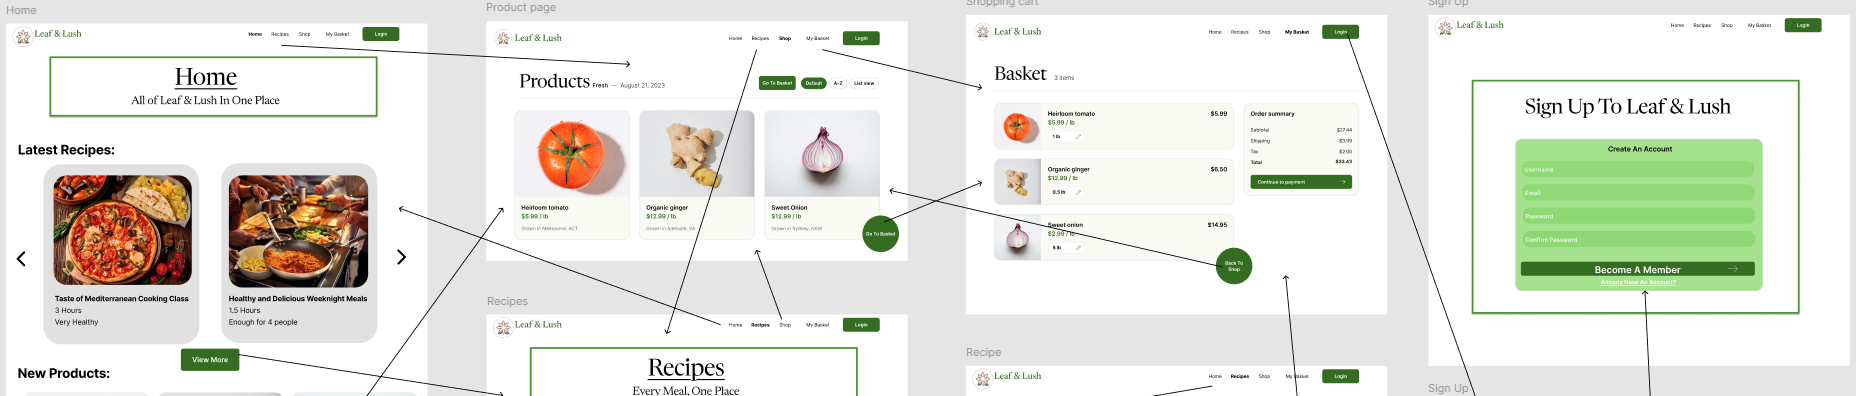 Home
Leaf & Lush
Home Recipes Shop My Basket Login
Home
All of Leaf & Lush In One Place
Latest Recipes:
Taste of Mediterranean Cooking Class
3 Hours
Very Healthy
Healthy and Delicious Weeknight Meals
1.5 Hours
Enough for 4 people
View More
New Products:
Product page
Leaf & Lush
Home Recipes Shop My Basket Login
Products Fresh — August 21, 2023
Go To Basket Default A-Z List view
Heirloom tomato
$5.99 / lb
Grown in Melbourne, ACT
Organic ginger
$12.99 / lb
Grown in Adelaide, SA
Sweet Onion
$12.99 / lb
Grown in Sydney, NSW
Go To Basket
Recipes
Leaf & Lush
Home Recipes Shop My Basket Login
Recipes
Every Meal, One Place
Shopping cart
Leaf & Lush
Home Recipes Shop My Basket Login
Basket 3 items
Heirloom tomato $5.99
$5.99 / lb
1 lb
Organic ginger $6.50
$12.99 / lb
0.5 lb
Sweet onion $14.95
$2.99 / lb
5 lb
Order summary
Subtotal $27.44
Shipping $3.99
Tax $2.00
Total $33.43
Continue to payment
Back To
Shop
Recipe
Leaf & Lush
Home Recipes Shop My Basket Login
Sign Up
Leaf & Lush
Home Recipes Shop My Basket Login
Sign Up To Leaf & Lush
Create An Account
Username
Email
Password
Confirm Password
Become A Member
Already Have An Account?
Sign Up